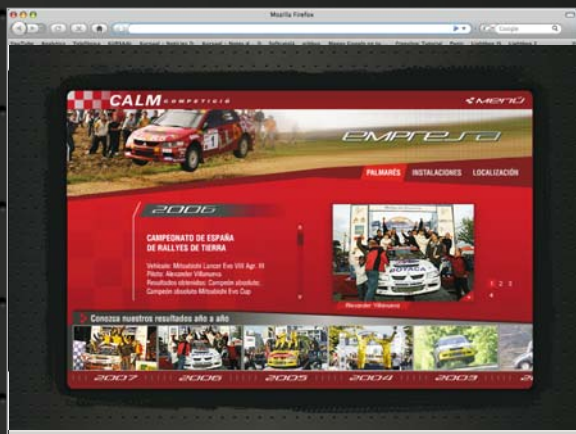 Mozilla Firefox
Google
CALM COMPETICIÓ
MENÚ
EMPRESA
PALMARÉS INSTALACIONES LOCALIZACIÓN
2006
CAMPEONATO DE ESPAÑA
DE RALLYES DE TIERRA
Vehículo: Mitsubishi Lancer Evo VIII Agr. III
Piloto: Alexander Villanueva
Resultados obtenidos: Campeón absoluto;
Campeón absoluto Mitsubishi Evo Cup
BOTACA
1 2 3
4
Alexander Villanueva
Conozca nuestros resultados año a año
2007 2006 2005 2004 2003